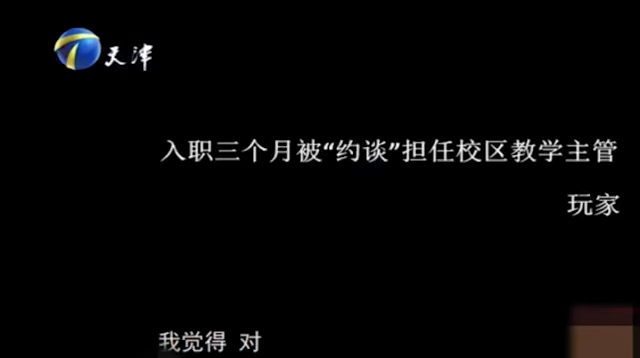 天津
入职三个月被“约谈”担任校区教学主管
玩家
我觉得 对